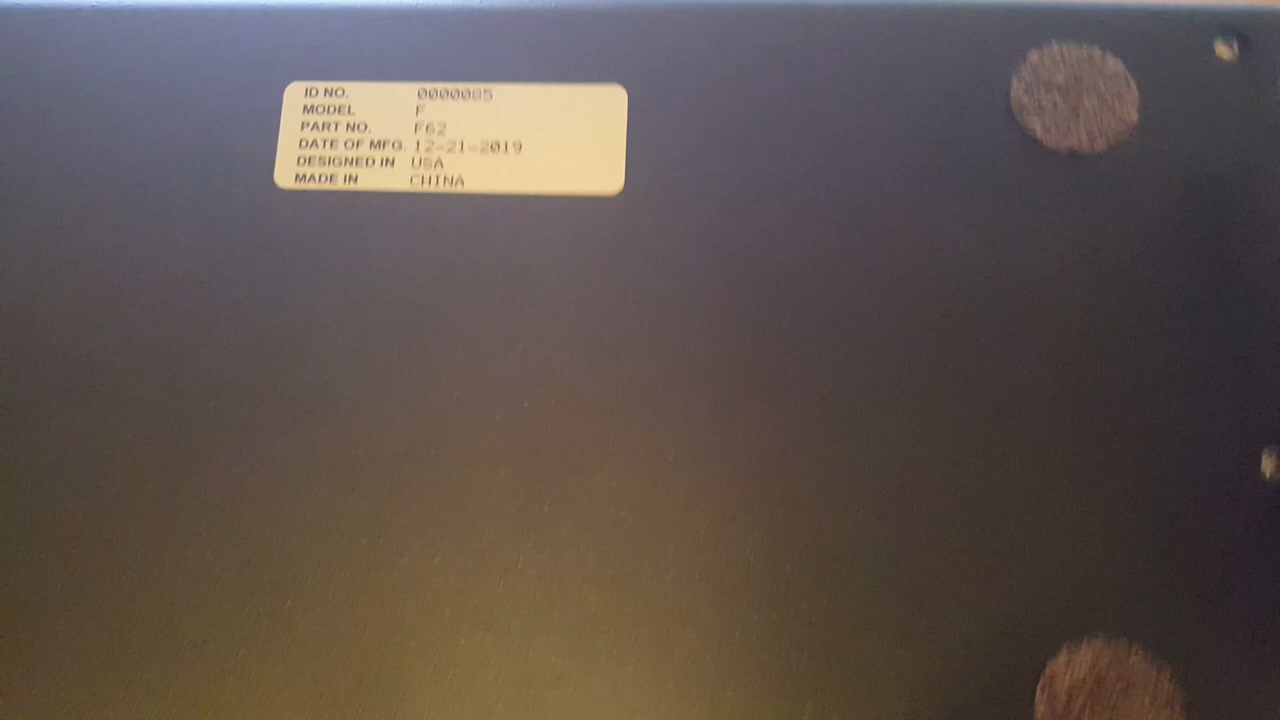 ID NO. 0000085
MODEL F
PART NO. F62
DATE OF MFG. 12-21-2019
DESIGNED IN USA
MADE IN CHINA